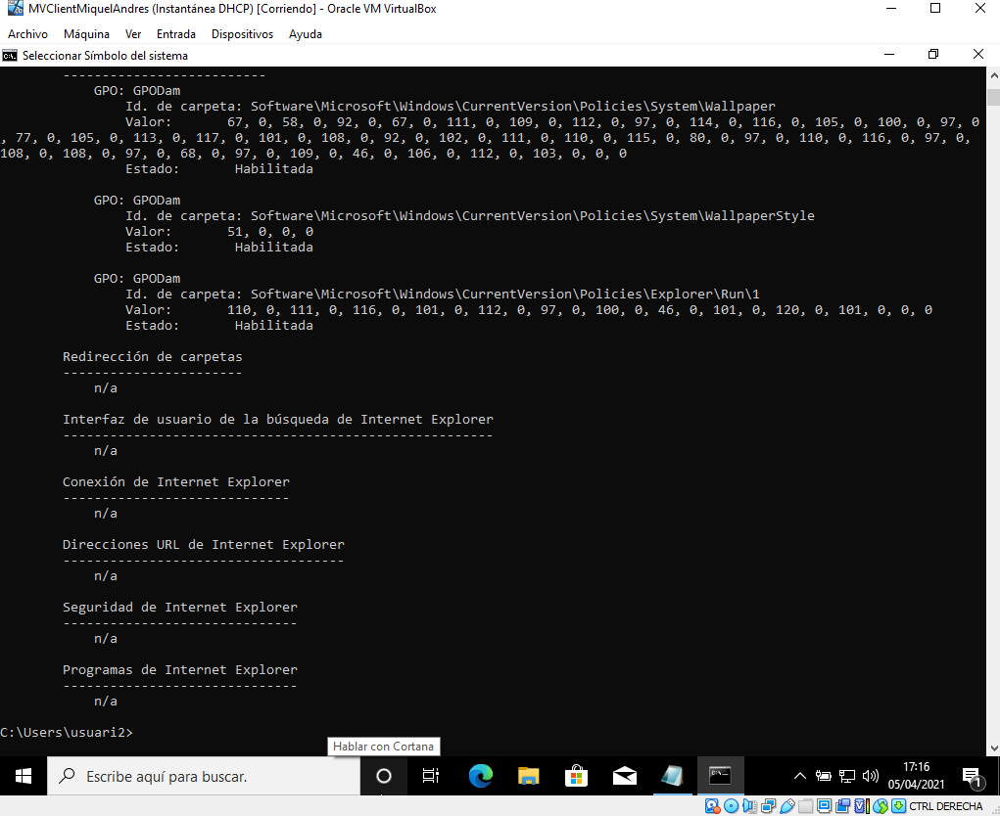 MVClientMiquelAndres (Instantánea DHCP) [Corriendo] - Oracle VM VirtualBox
Archivo Máquina Ver Entrada Dispositivos Ayuda
Seleccionar Símbolo del sistema
--------------------------
GPO: GPODam
Id. de carpeta: Software\Microsoft\Windows\CurrentVersion\Policies\System\Wallpaper
Valor: 67, 0, 58, 0, 92, 0, 67, 0, 111, 0, 109, 0, 112, 0, 97, 0, 114, 0, 116, 0, 105, 0, 100, 0, 97, 0
, 77, 0, 105, 0, 113, 0, 117, 0, 101, 0, 108, 0, 92, 0, 102, 0, 111, 0, 110, 0, 115, 0, 80, 0, 97, 0, 110, 0, 116, 0, 97, 0,
108, 0, 108, 0, 97, 0, 68, 0, 97, 0, 109, 0, 46, 0, 106, 0, 112, 0, 103, 0, 0, 0
Estado: Habilitada
GPO: GPODam
Id. de carpeta: Software\Microsoft\Windows\CurrentVersion\Policies\System\WallpaperStyle
Valor: 51, 0, 0, 0
Estado: Habilitada
GPO: GPODam
Id. de carpeta: Software\Microsoft\Windows\CurrentVersion\Policies\Explorer\Run\1
Valor: 110, 0, 111, 0, 116, 0, 101, 0, 112, 0, 97, 0, 100, 0, 46, 0, 101, 0, 120, 0, 101, 0, 0, 0
Estado: Habilitada
Redirección de carpetas
-----------------------
n/a
Interfaz de usuario de la búsqueda de Internet Explorer
-------------------------------------------------------
n/a
Conexión de Internet Explorer
-----------------------------
n/a
Direcciones URL de Internet Explorer
------------------------------------
n/a
Seguridad de Internet Explorer
------------------------------
n/a
Programas de Internet Explorer
------------------------------
n/a
C:\Users\usuari2>
Hablar con Cortana
Escribe aquí para buscar.
17:16
05/04/2021
1
CTRL DERECHA